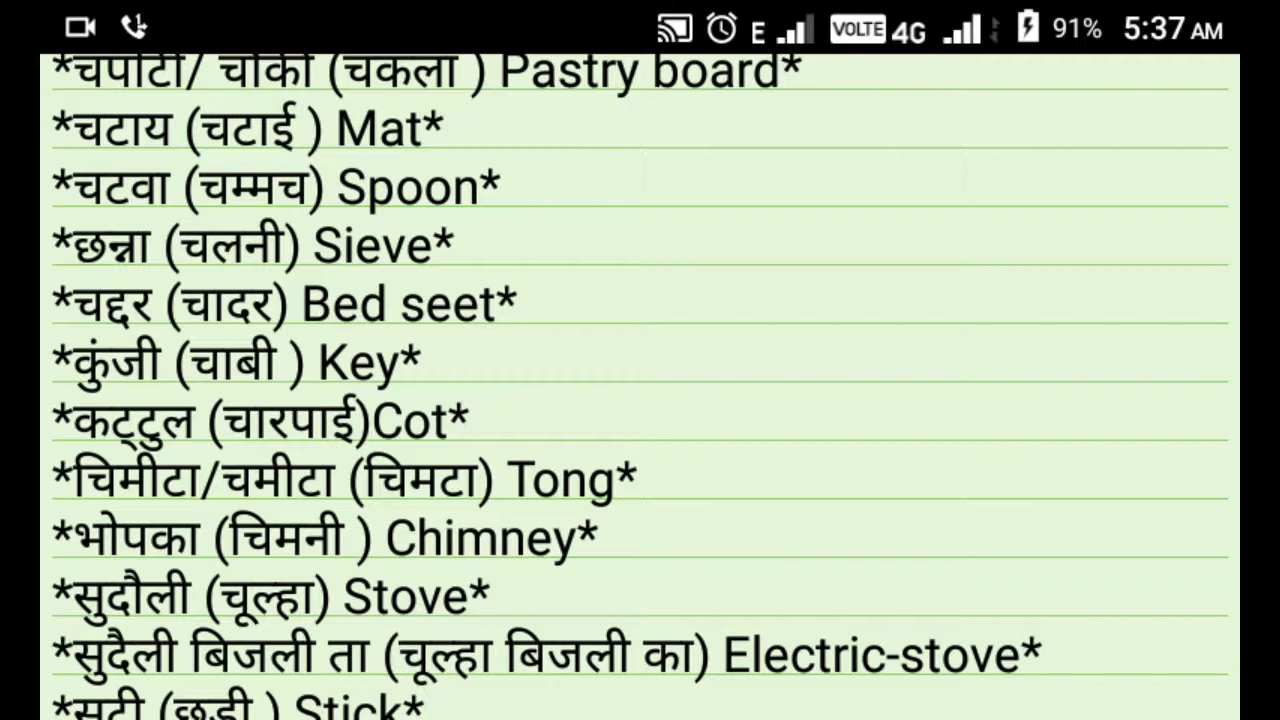 E VOLTE 4G 91% 5:37 AM
*चपोटी/ चौकी (चकला ) Pastry board*
*चटाय (चटाई ) Mat*
*चटवा (चम्मच) Spoon*
*छन्ना (चलनी) Sieve*
*चद्दर (चादर) Bed seet*
*कुंजी (चाबी ) Key*
*कट्टुल (चारपाई)Cot*
*चिमीटा/चमीटा (चिमटा) Tong*
*भोपका (चिमनी ) Chimney*
*सुदौली (चूल्हा) Stove*
*सुदैली बिजली ता (चूल्हा बिजली का) Electric-stove*
(छड़ी ) Stick*